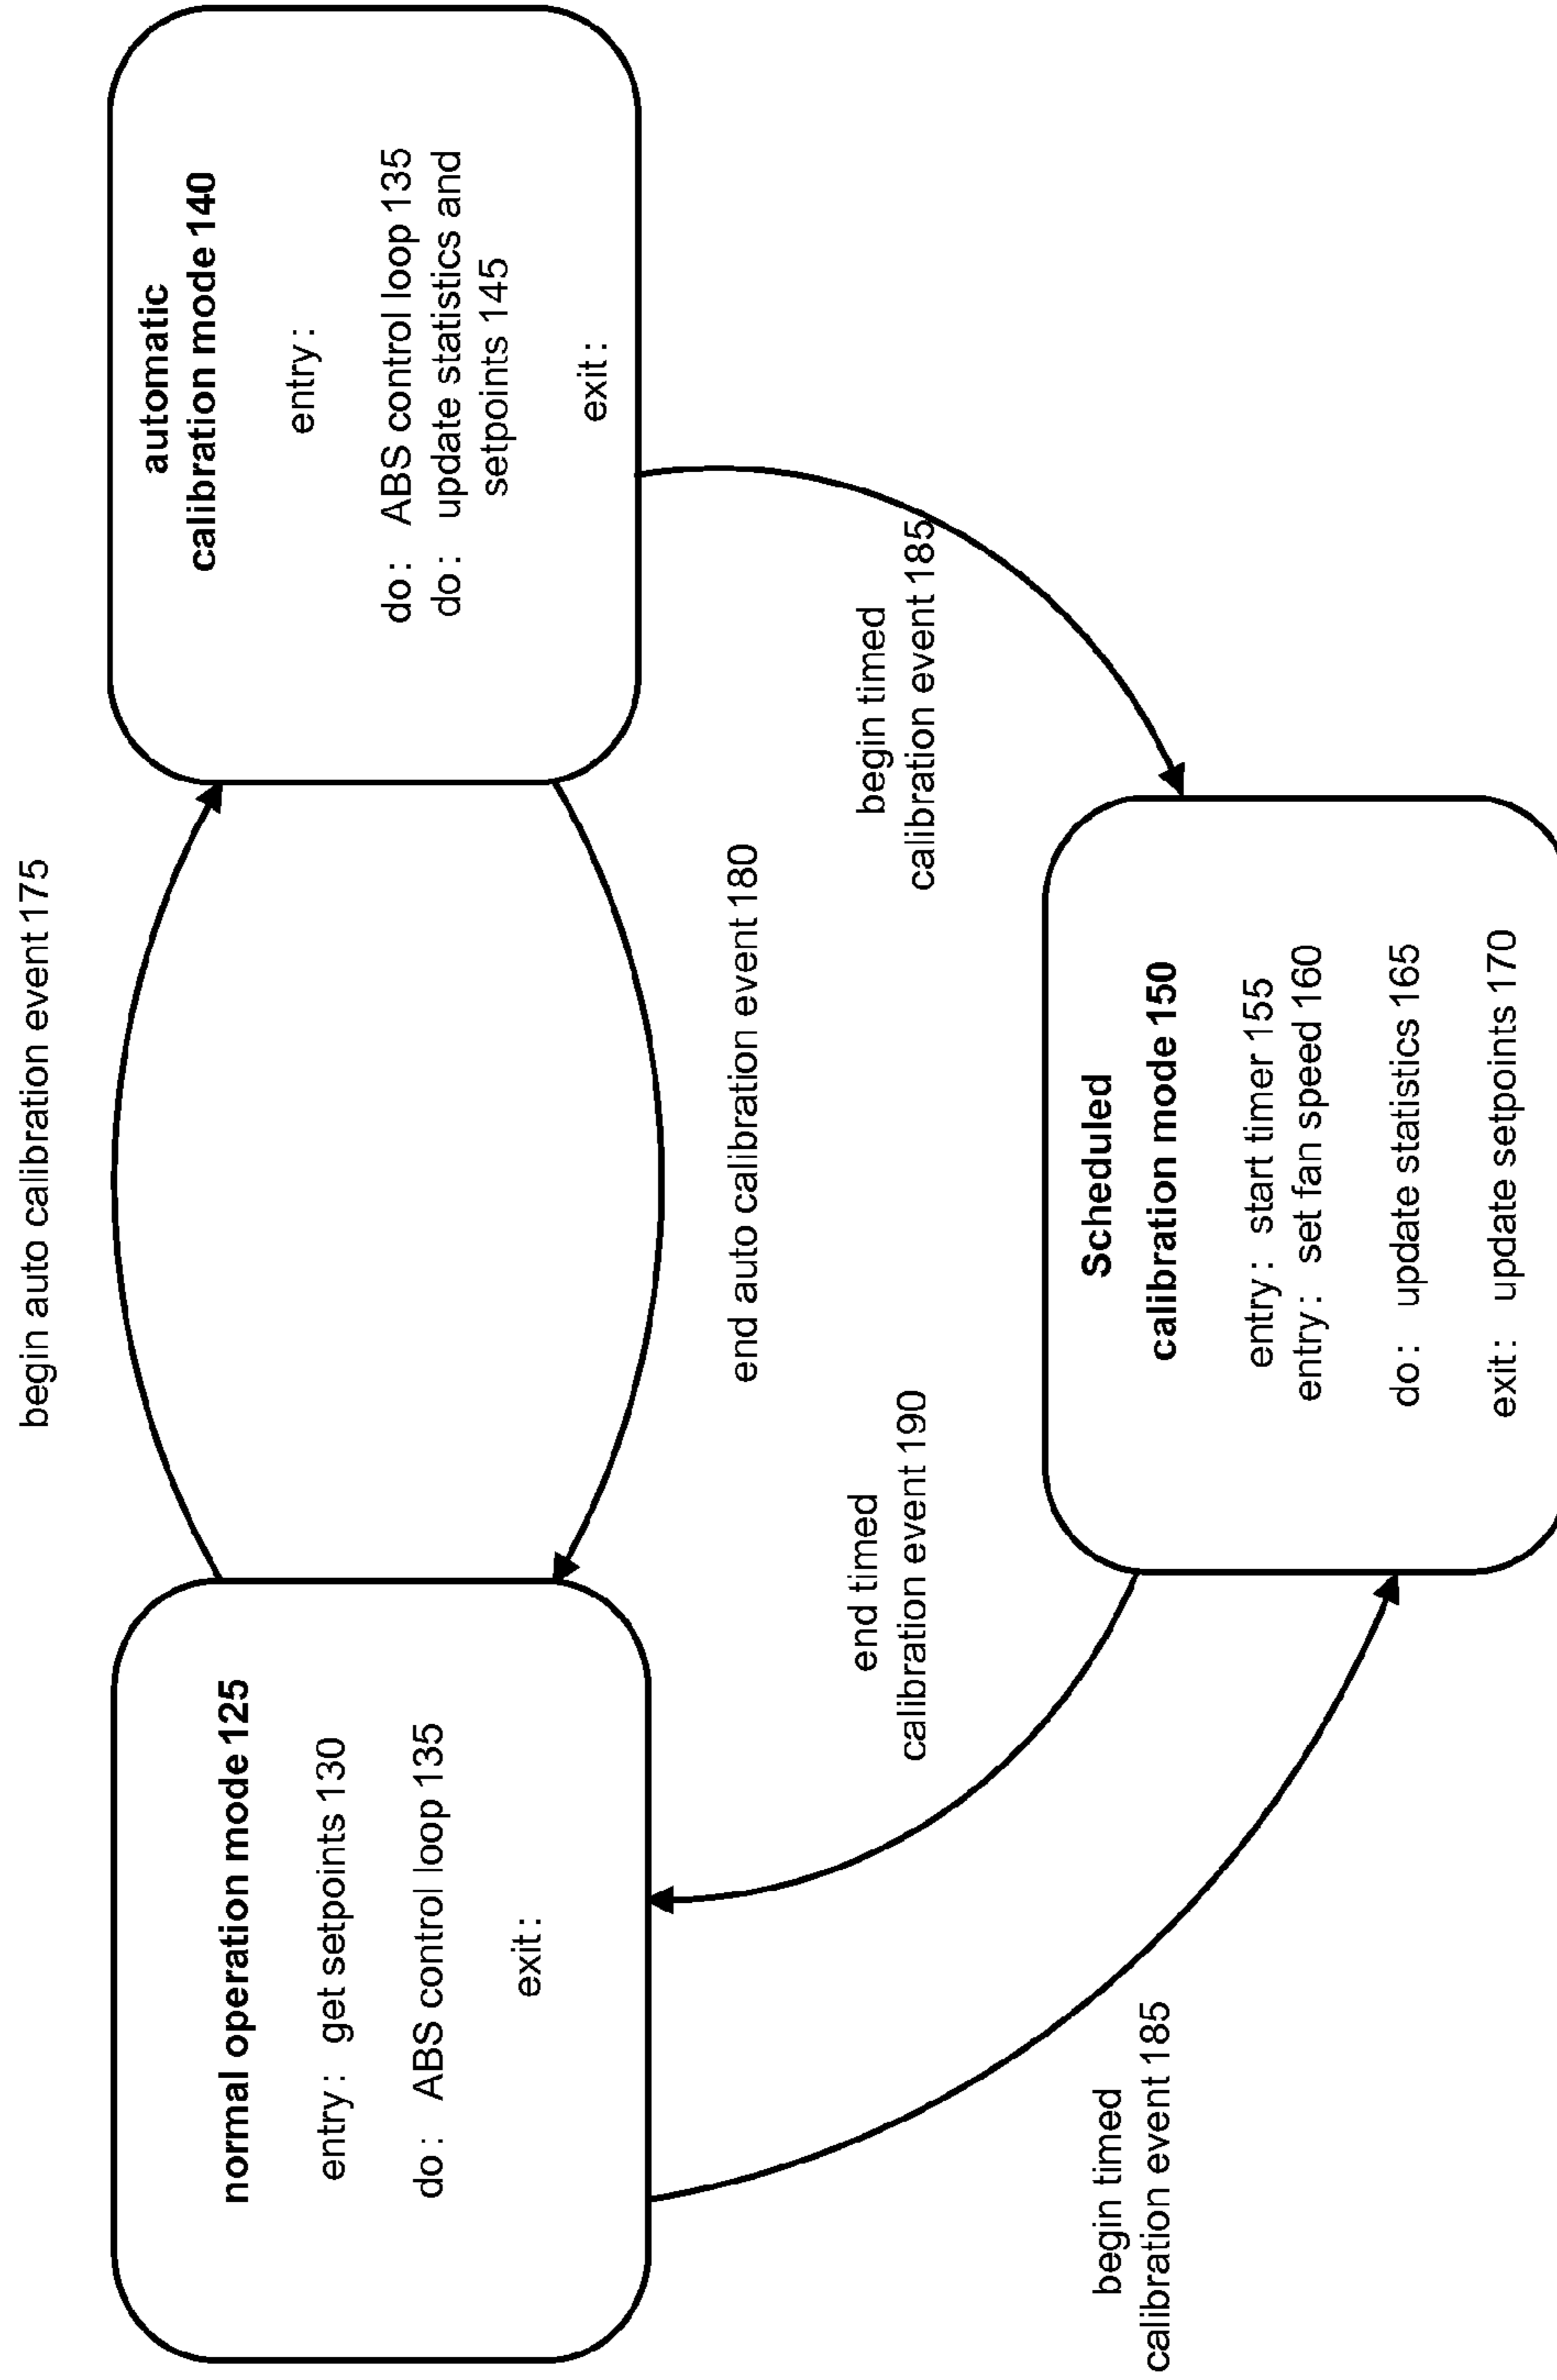 begin auto calibration event 175
normal operation mode 125
entry : get setpoints 130
do : ABS control loop 135
exit :
automatic
calibration mode 140
entry :
do : ABS control loop 135
do : update statistics and
setpoints 145
exit :
end auto calibration event 180
end timed
calibration event 190
begin timed
calibration event 185
begin timed
calibration event 185
Scheduled
calibration mode 150
entry : start timer 155
entry : set fan speed 160
do : update statistics 165
exit : update setpoints 170